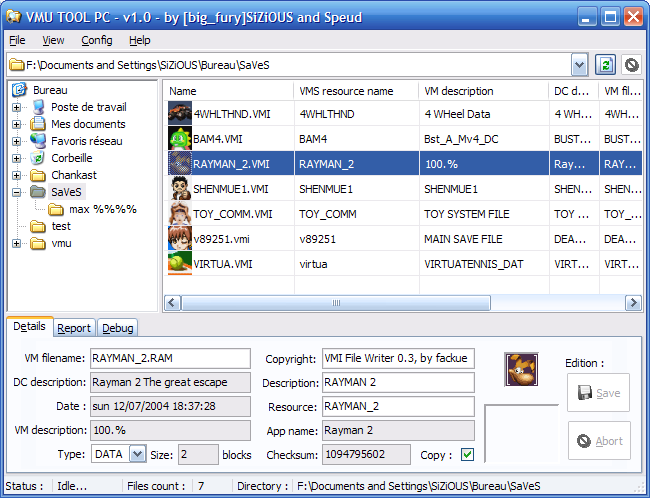 VMU TOOL PC - v1.0 - by [big_fury]SiZiOUS and Speud
File View Config Help
F:\Documents and Settings\SiZiOUS\Bureau\SaVeS
Bureau
Poste de travail
Mes documents
Favoris réseau
Corbeille
Chankast
SaVeS
max %%%%
test
vmu
Name VMS resource name VM description DC d... VM fil...
4WHLTHND.VMI 4WHLTHND 4 WHeel Data 4 WH... 4WHL...
BAM4.VMI BAM4 Bst_A_Mv4_DC BUST... BUST...
RAYMAN_2.VMI RAYMAN_2 100.% Ray... RAY...
SHENMUE1.VMI SHENMUE1 SHENMUE1 SHEN... SHEN...
TOY_COMM.VMI TOY_COMM TOY SYSTEM FILE TOY ... TOY_...
v89251.vmi v89251 MAIN SAVE FILE DEA... DEA...
VIRTUA.VMI virtua VIRTUATENNIS_DAT VIRT... VIRT...
Details Report Debug
VM filename: RAYMAN_2.RAM Copyright: VMI File Writer 0.3, by fackue Edition :
DC description: Rayman 2 The great escape Description: RAYMAN 2 Save
Date : sun 12/07/2004 18:37:28 Resource: RAYMAN_2
VM description: 100.% App name: Rayman 2 Abort
Type: DATA Size: 2 blocks Checksum: 1094795602 Copy :
Status : Idle... Files count : 7 Directory : F:\Documents and Settings\SiZiOUS\Bureau\SaVeS